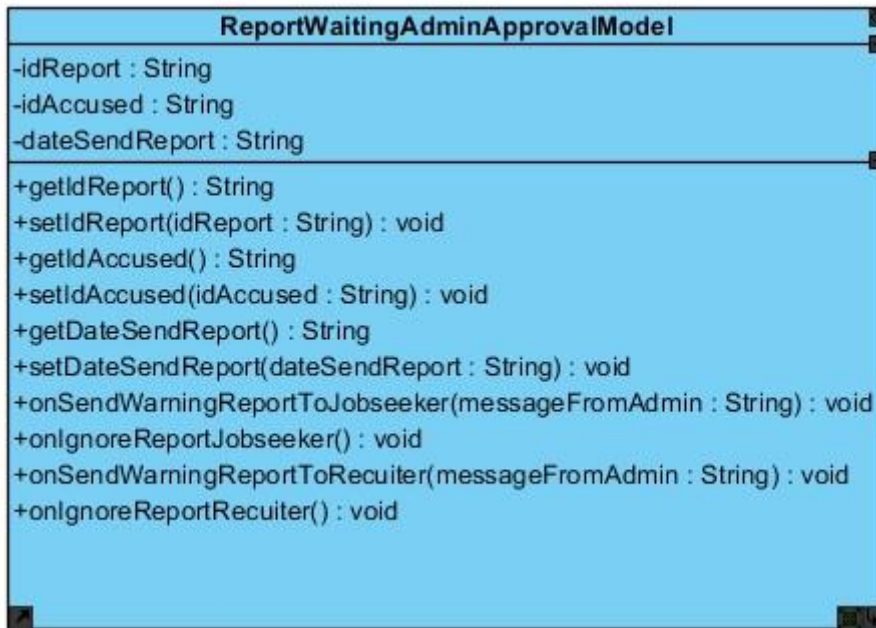 ReportWaitingAdminApprovalModel
-idReport : String
-idAccused : String
-dateSendReport : String
+getIdReport() : String
+setIdReport(idReport : String) : void
+getIdAccused() : String
+setIdAccused(idAccused : String) : void
+getDateSendReport() : String
+setDateSendReport(dateSendReport : String) : void
+onSendWarningReportToJobseeker(messageFromAdmin : String) : void
+onIgnoreReportJobseeker() : void
+onSendWarningReportToRecuiter(messageFromAdmin : String) : void
+onIgnoreReportRecuiter() : void